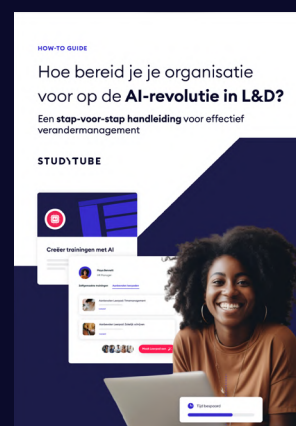 HOW-TO GUIDE
Hoe bereid je je organisatie
voor op de AI-revolutie in L&D?
Een stap-voor-stap handleiding voor effectief
verandermanagement
STUDYTUBE
Creëer trainingen met AI
Tijd bespaard